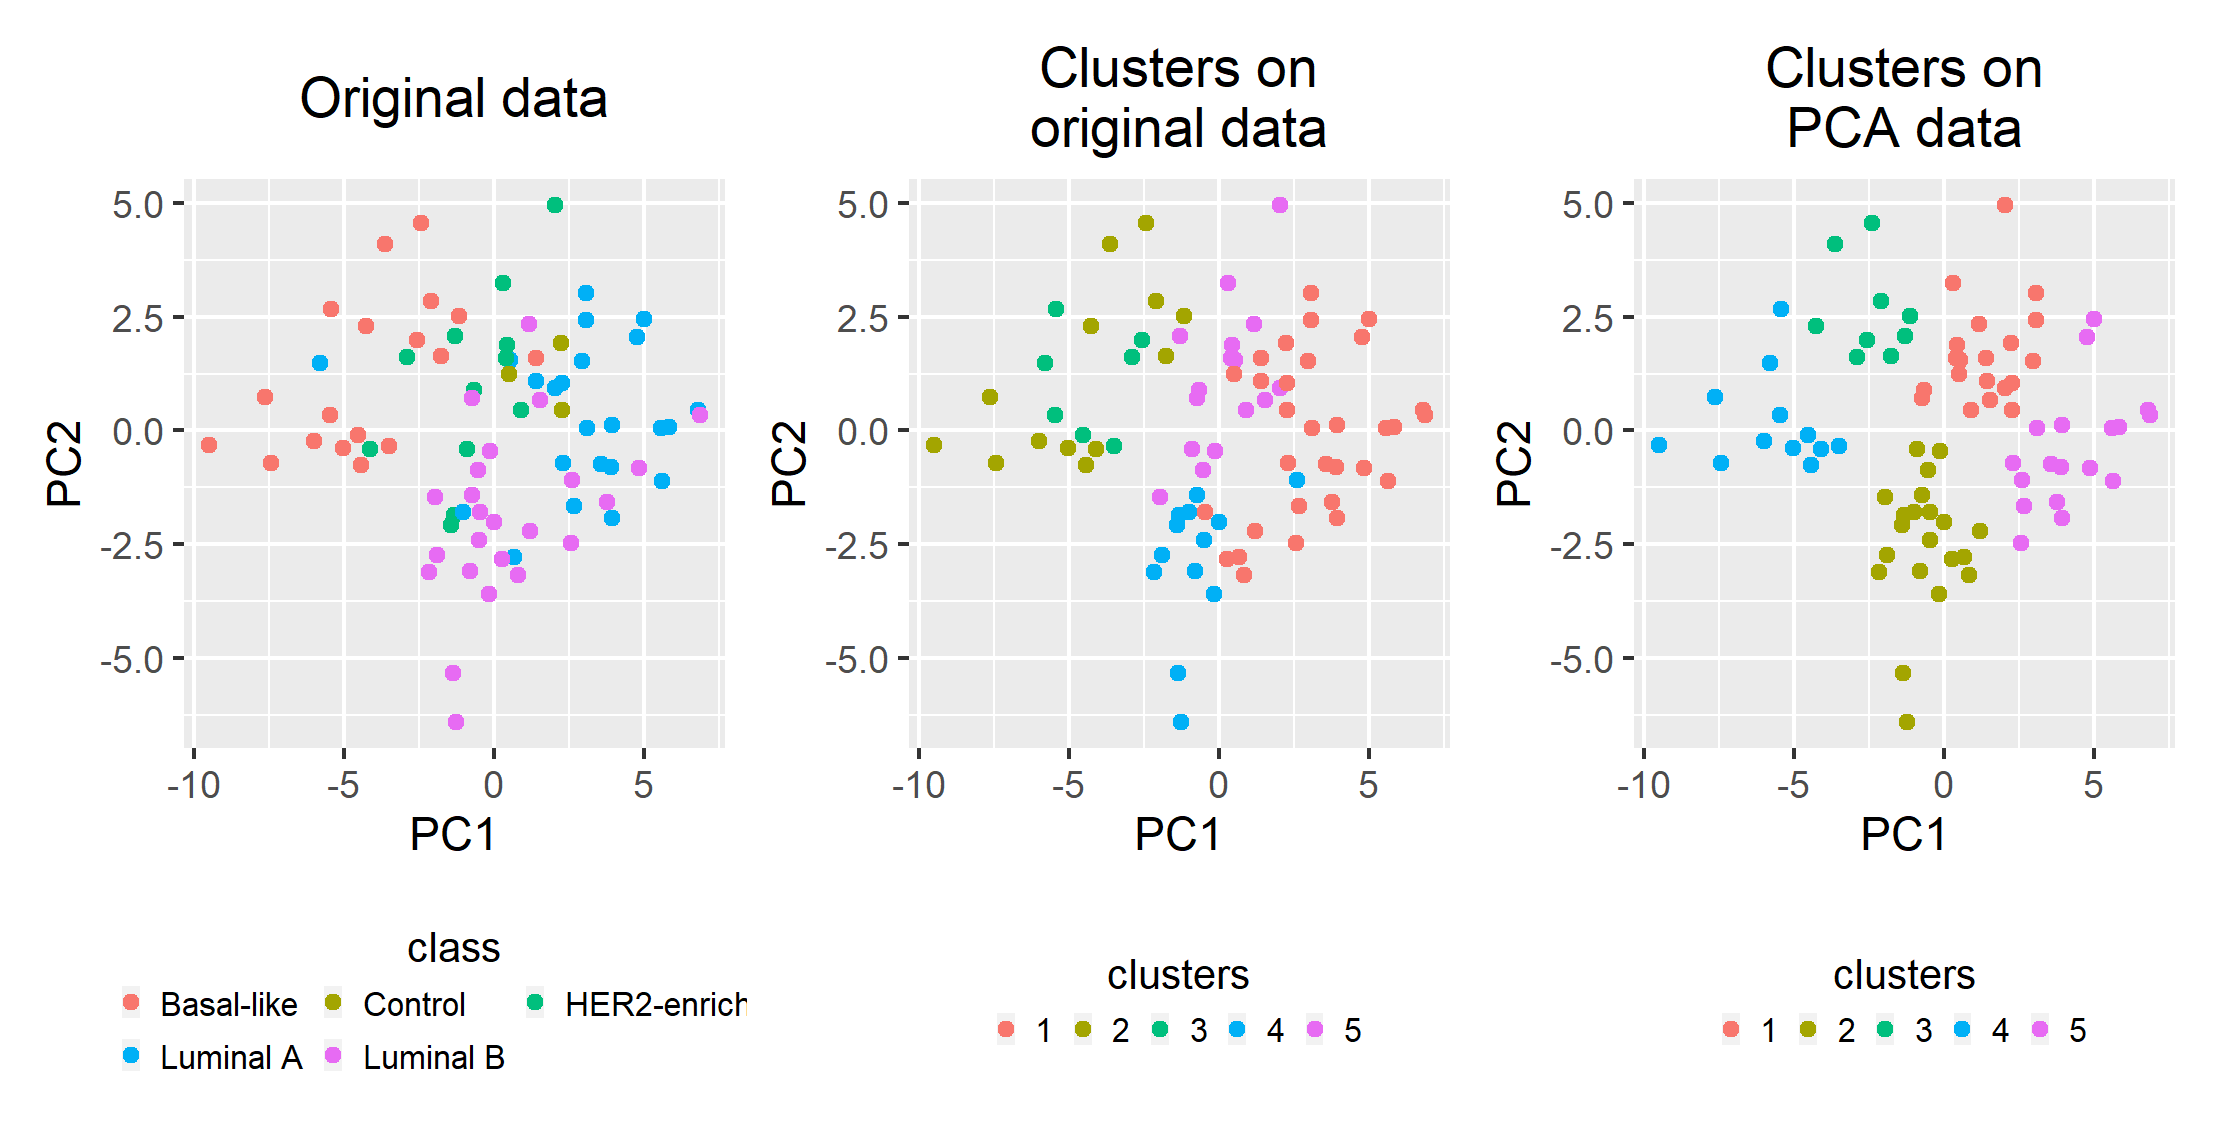 Original data
Clusters on
original data
Clusters on
PCA data
5.0
2.5
0.0
-2.5
-5.0
PC2
-10 -5 0 5
PC1
5.0
2.5
0.0
-2.5
-5.0
PC2
-10 -5 0 5
PC1
5.0
2.5
0.0
-2.5
-5.0
PC2
-10 -5 0 5
PC1
class
Basal-like Control HER2-enrich
Luminal A Luminal B
clusters
1 2 3 4 5
clusters
1 2 3 4 5